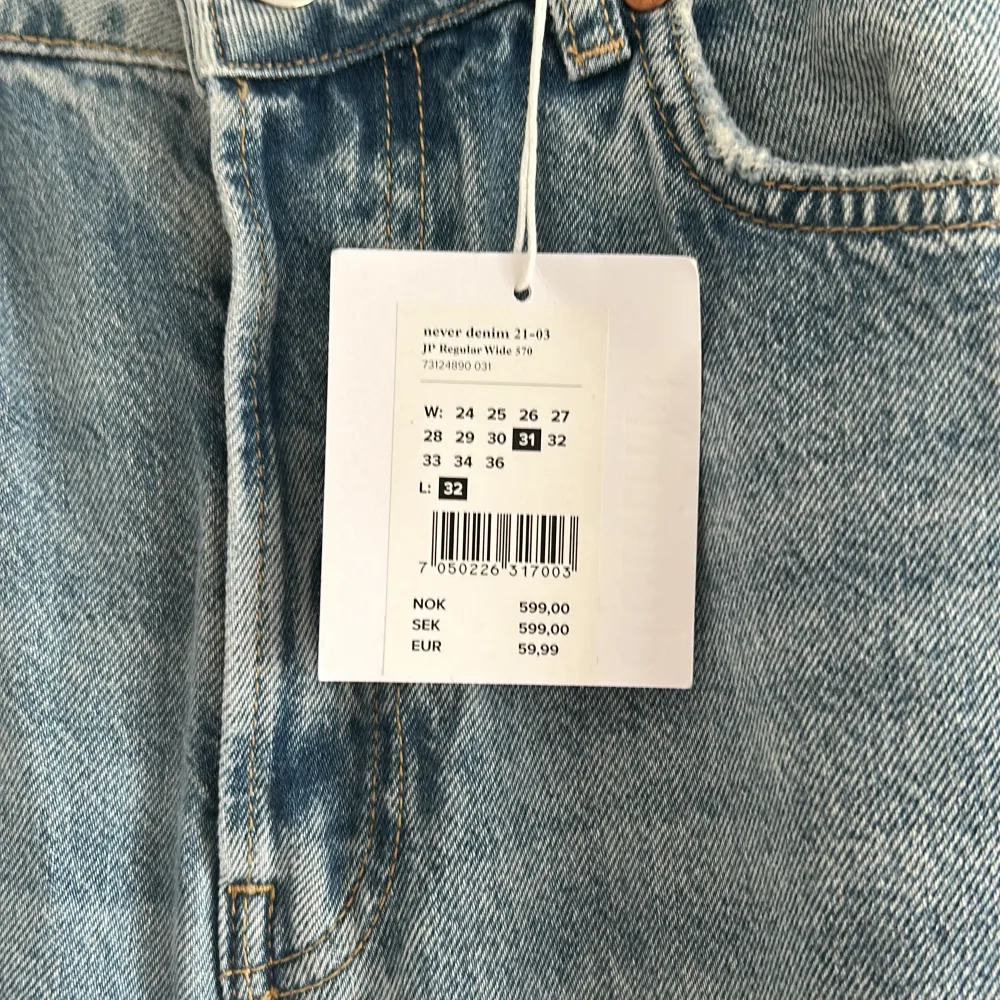 never denim 21-03
JP Regular Wide 570
73124890 031
W: 24 25 26 27
28 29 30 31 32
33 34 36
L: 32
7 050226 317003
NOK 599,00
SEK 599,00
EUR 59,99